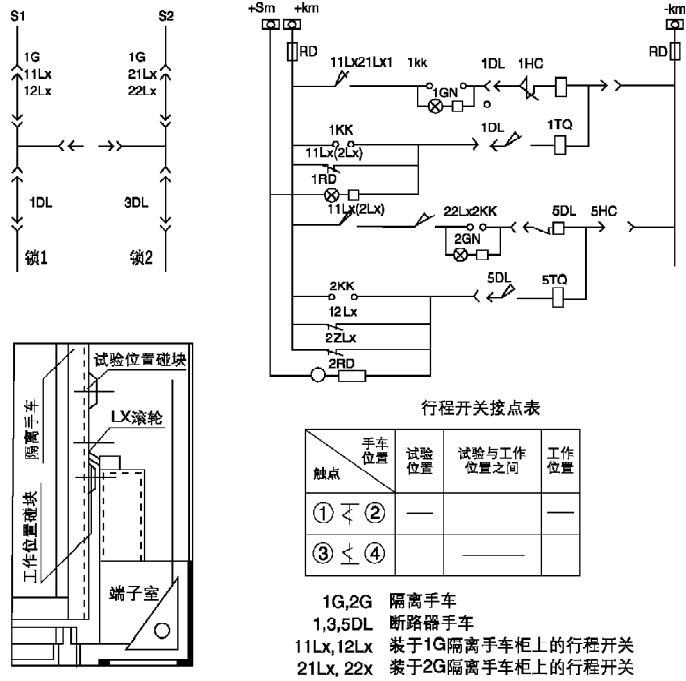 S1 S2
1G 1G
11Lx 21Lx
12Lx 22Lx
1DL 3DL
锁1 锁2
+Sm +km -km
RD RD
11Lx21Lx1 1kk 1DL 1HC
1GN
1KK 1DL 1TQ
11Lx(2Lx)
1RD
11Lx(2Lx) 22Lx2KK 5DL 5HC
2GN
2KK 5DL 5TQ
12Lx
2ZLx
2RD
试验位置碰块
LX滚轮
隔离手车
工作位置碰块
端子室
行程开关接点表
手车位置 触点 试验位置 试验与工作位置之间 工作位置
① ②
③ ④
1G,2G 隔离手车
1,3,5DL 断路器手车
11Lx,12Lx 装于1G隔离手车柜上的行程开关
21Lx, 22x 装于2G隔离手车柜上的行程开关